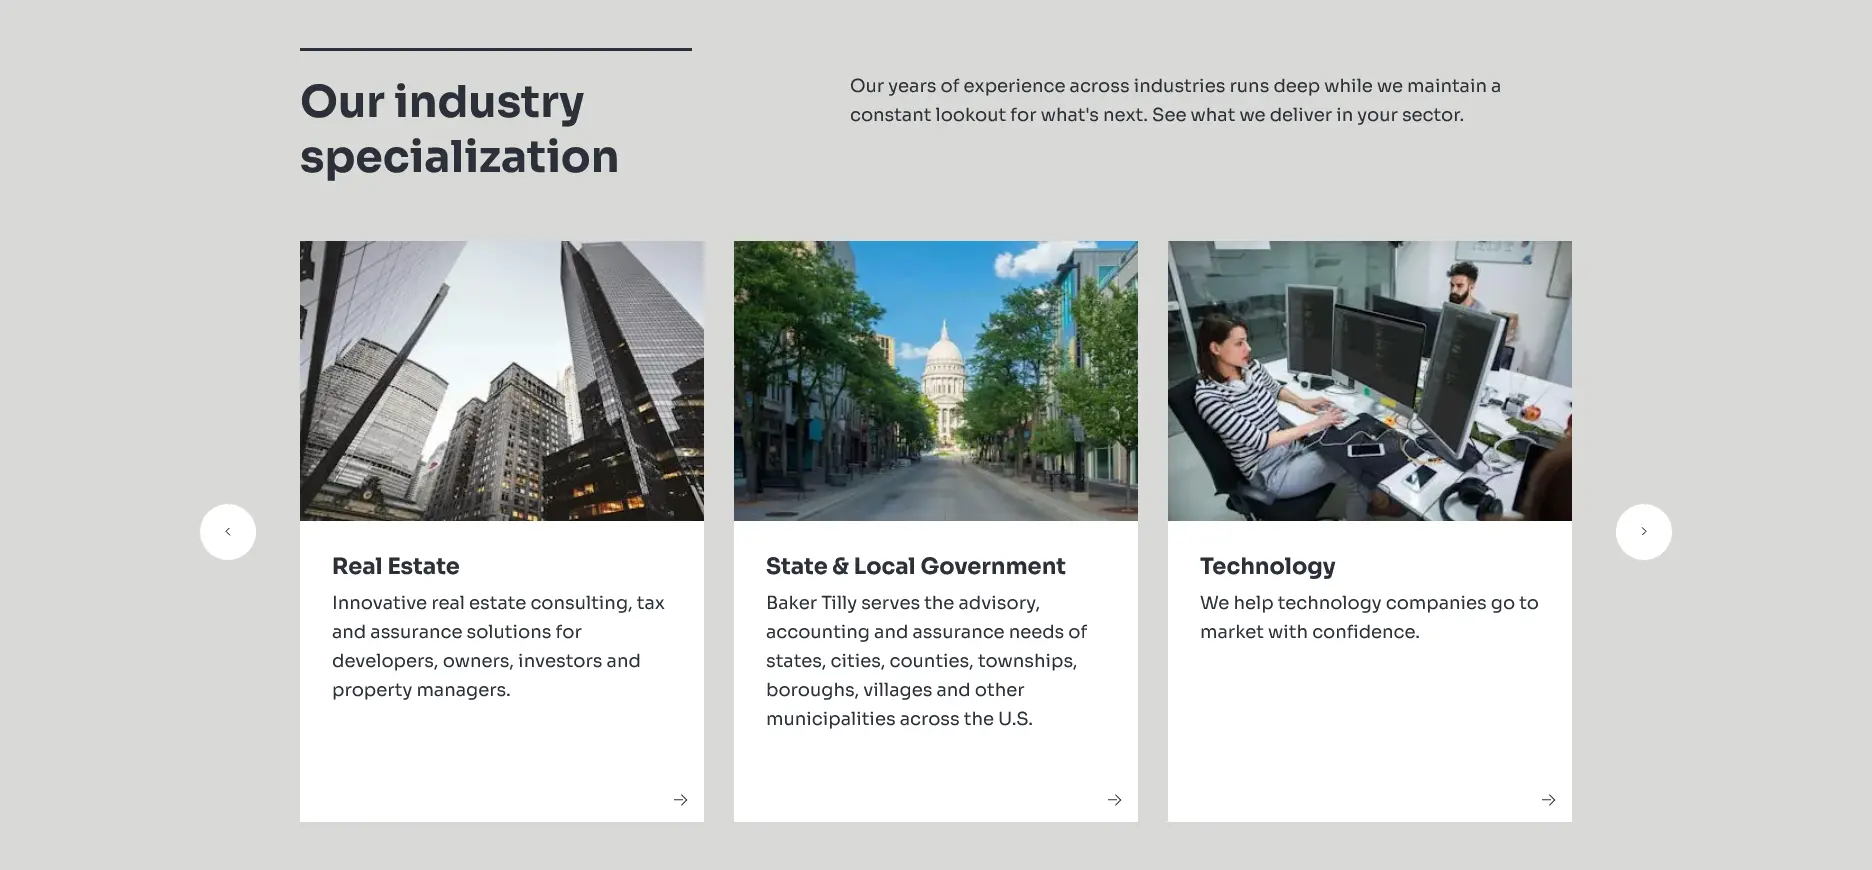 Our industry
specialization
Our years of experience across industries runs deep while we maintain a
constant lookout for what's next. See what we deliver in your sector.
Real Estate
Innovative real estate consulting, tax
and assurance solutions for
developers, owners, investors and
property managers.
State & Local Government
Baker Tilly serves the advisory,
accounting and assurance needs of
states, cities, counties, townships,
boroughs, villages and other
municipalities across the U.S.
Technology
We help technology companies go to
market with confidence.